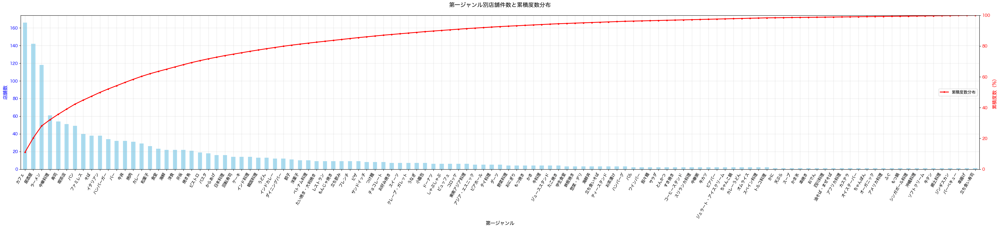 第一ジャンル別店舗件数と累積度数分布
店舗数
160
140
120
100
80
60
40
20
0
100
80
60
40
20
0
累積度数 (%)
累積度数分布
カフェ
居酒屋
ラーメン
中華料理
寿司
喫茶店
パン
ファミレス
そば
イタリアン
ハンバーガー
バー
牛丼
焼肉
カレー
和菓子
食堂
海鮮
洋食
弁当
焼き鳥
ビストロ
パスタ
からあげ
日本料理
回転寿司
ケーキ
インド料理
韓国料理
うどん
インドカレー
ダイニングバー
餃子
洋菓子
ベトナム料理
たい焼き・大判焼き
レストラン
もんじゃ焼き
立ち飲み
フレンチ
ピザ
サンドイッチ
つけ麺
チョコレート
お好み焼き
スイーツ
クレープ・ガレット
うなぎ
小籠包
ドーナツ
しゃぶしゃぶ
ビュッフェ
コロッケ
東南アジア料理
アジア・エスニック
ビアホール
タイ料理
ダーツ
野菜料理
おにぎり
もつ焼き
かき
牛料理
ジューススタンド
たこ焼き
学生食堂
鉄板焼き
惣菜・デリ
海鮮丼
立ち食いそば
ティースタンド
お茶漬け
ハンバーグ
バル
ワインバー
担々麺
サラダ
とんかつ
すき焼き
コーヒースタンド
スリランカ料理
中華粥
牛カツ
ビアバー
ジェラート・アイスクリーム
ちゃんこ鍋
カレーうどん
オムライス
スペイン料理
トルコ料理
かに
天ぷら
スープ
かき氷
串焼き
おでん
四川料理
油そば・まぜそば
アフリカ料理
カステラ
オイスターバー
ちゃんぽん
オーガニック
アメリカ料理
ふぐ
もつ鍋
シンガポール料理
沖縄料理
ソフトクリーム
牛タン
郷土料理
ジンギスカン
バーベキュー
串揚げ
立ち食い寿司
第一ジャンル